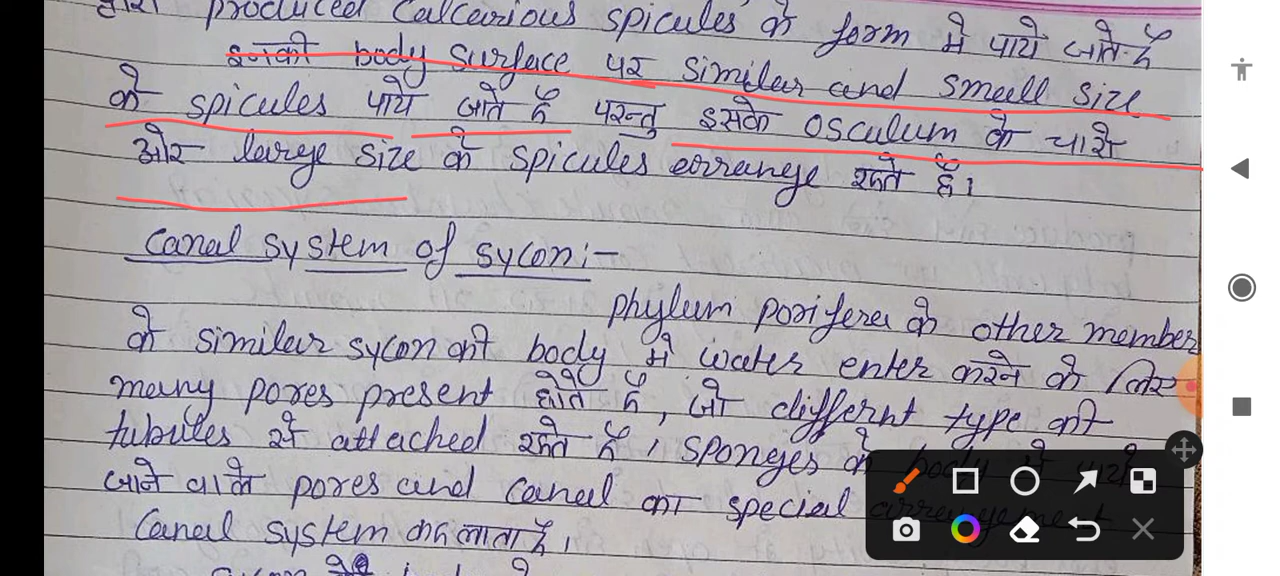 द्वारा produced calcarious spicules के form में पाये जाते हैं
इनकी body surface पर similar and small size
के spicules पाये जाते हैं परन्तु इसके osculum के चारो
ओर large size के spicules arrange रहते हैं।
Canal system of sycon:-
phylum porifera के other member
के similar sycon की body में water enter करने के लिए
many pores present होते हैं, जो differnt type की
tubules से attached रहते हैं। sponges के body में पाये
जाने वाले pores and canal का special arrangement
Canal system कहलाता है।